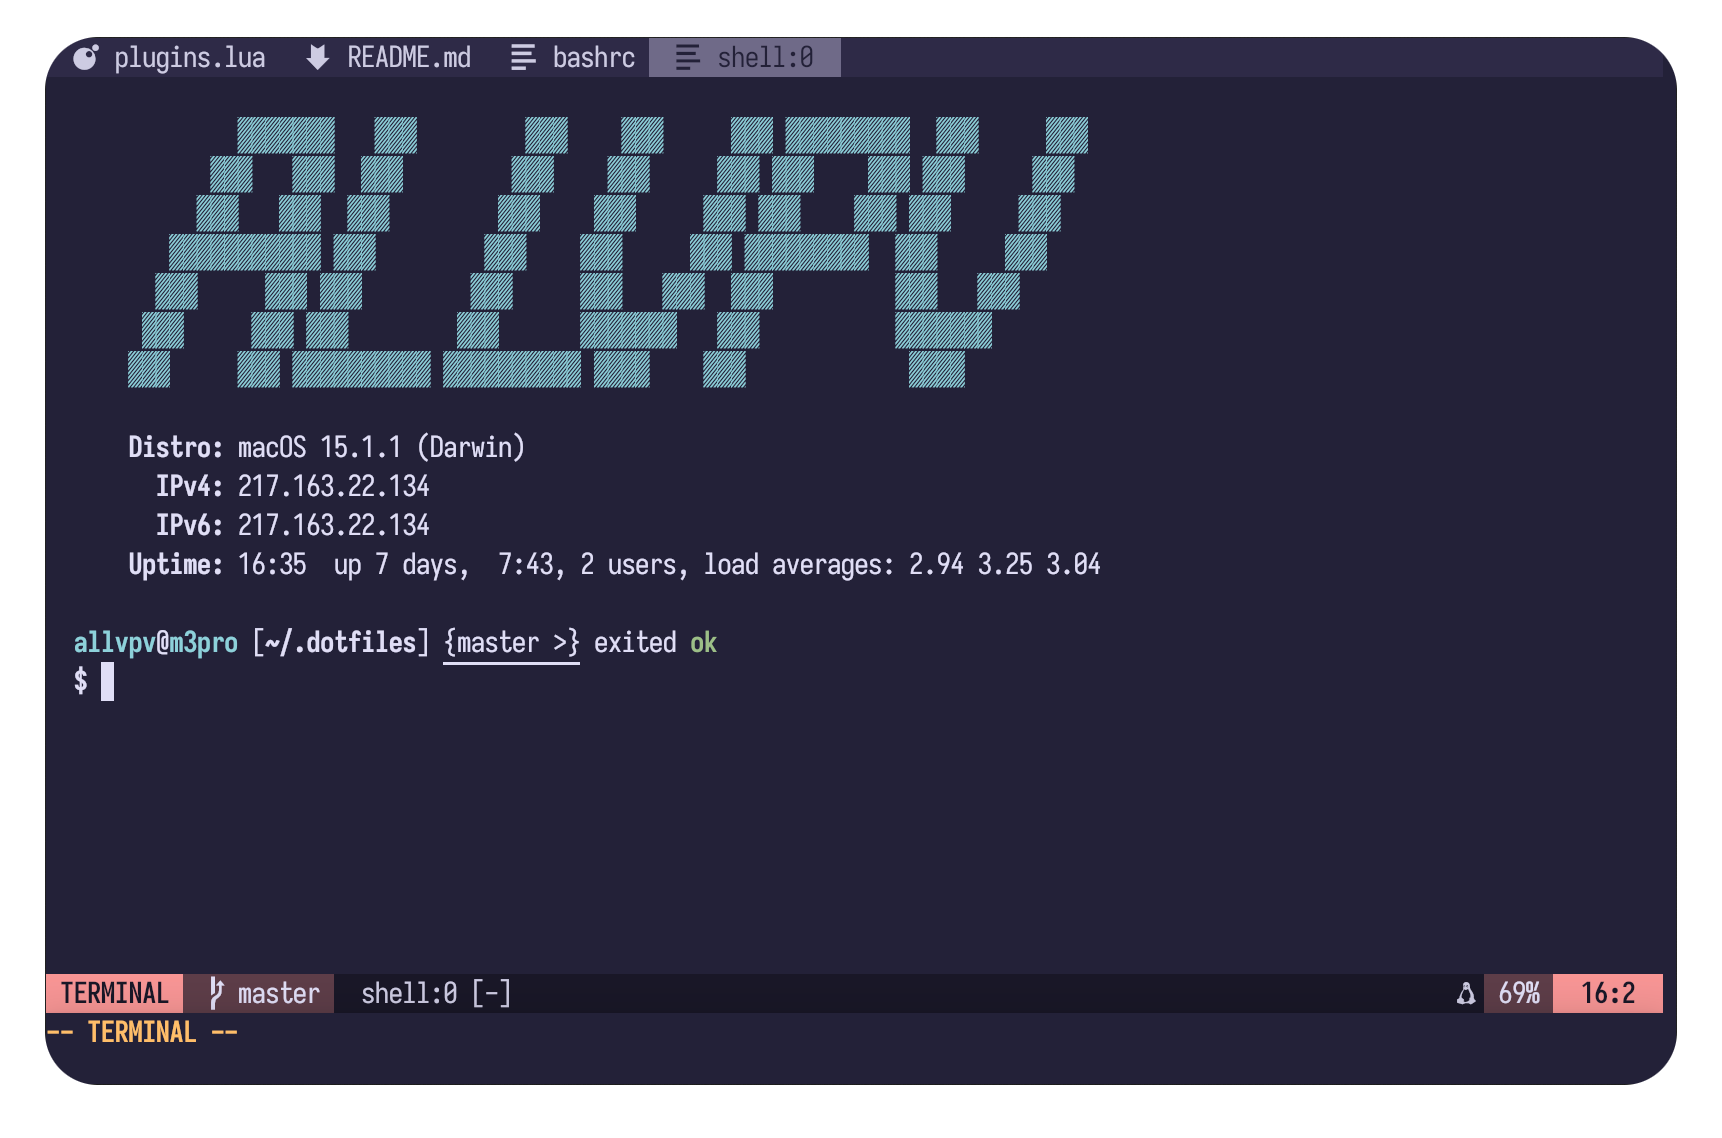 plugins.lua README.md bashrc shell:0
ALLVPV
Distro: macOS 15.1.1 (Darwin)
IPv4: 217.163.22.134
IPv6: 217.163.22.134
Uptime: 16:35  up 7 days,  7:43, 2 users, load averages: 2.94 3.25 3.04
allvpv@m3pro [~/.dotfiles] {master >} exited ok
$
TERMINAL master shell:0 [-] 69% 16:2
-- TERMINAL --